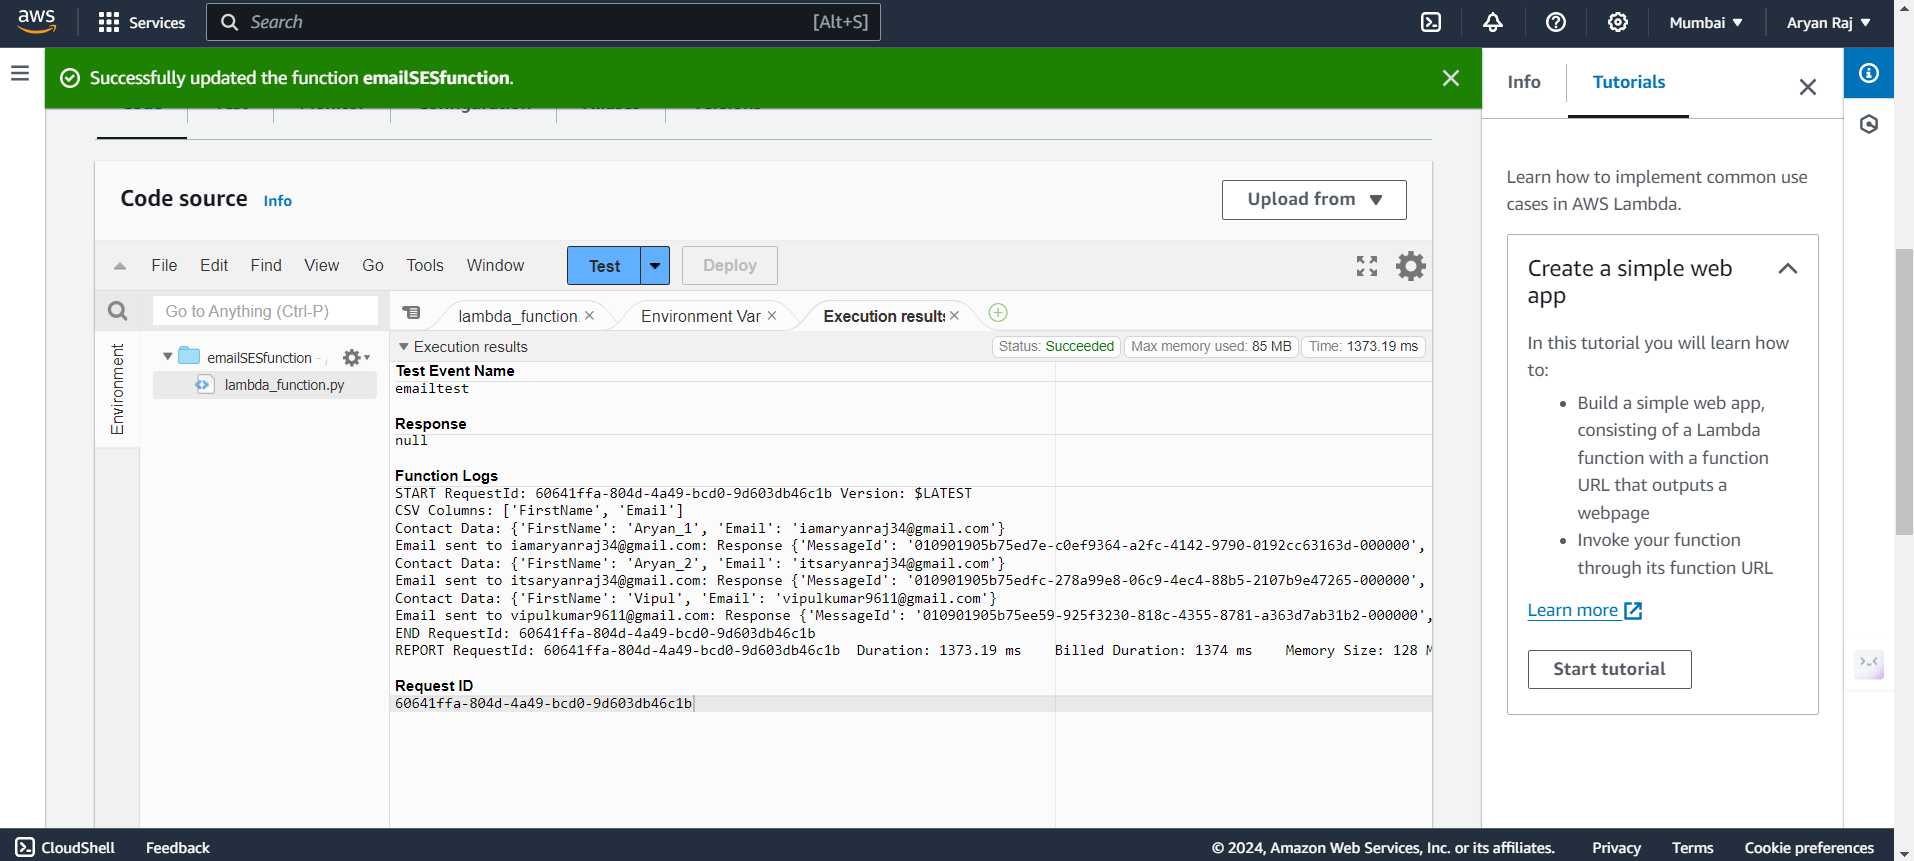 aws
Services
Search
[Alt+S]
Mumbai
Aryan Raj
Successfully updated the function emailSESfunction.
Info
Tutorials
Code source
Info
Upload from
File Edit Find View Go Tools Window
Test
Deploy
Go to Anything (Ctrl-P)
lambda_function.
Environment Var
Execution results
Environment
emailSESfunction -
lambda_function.py
Execution results
Status: Succeeded
Max memory used: 85 MB
Time: 1373.19 ms
Test Event Name
emailtest
Response
null
Function Logs
START RequestId: 60641ffa-804d-4a49-bcd0-9d603db46c1b Version: $LATEST
CSV Columns: ['FirstName', 'Email']
Contact Data: {'FirstName': 'Aryan_1', 'Email': 'iamaryanraj34@gmail.com'}
Email sent to iamaryanraj34@gmail.com: Response {'MessageId': '010901905b75ed7e-c0ef9364-a2fc-4142-9790-0192cc63163d-000000',
Contact Data: {'FirstName': 'Aryan_2', 'Email': 'itsaryanraj34@gmail.com'}
Email sent to itsaryanraj34@gmail.com: Response {'MessageId': '010901905b75edfc-278a99e8-06c9-4ec4-88b5-2107b9e47265-000000',
Contact Data: {'FirstName': 'Vipul', 'Email': 'vipulkumar9611@gmail.com'}
Email sent to vipulkumar9611@gmail.com: Response {'MessageId': '010901905b75ee59-925f3230-818c-4355-8781-a363d7ab31b2-000000',
END RequestId: 60641ffa-804d-4a49-bcd0-9d603db46c1b
REPORT RequestId: 60641ffa-804d-4a49-bcd0-9d603db46c1b Duration: 1373.19 ms Billed Duration: 1374 ms Memory Size: 128 M
Request ID
60641ffa-804d-4a49-bcd0-9d603db46c1b
Learn how to implement common use
cases in AWS Lambda.
Create a simple web
app
In this tutorial you will learn how
to:
• Build a simple web app,
consisting of a Lambda
function with a function
URL that outputs a
webpage
• Invoke your function
through its function URL
Learn more
Start tutorial
CloudShell
Feedback
© 2024, Amazon Web Services, Inc. or its affiliates.
Privacy
Terms
Cookie preferences